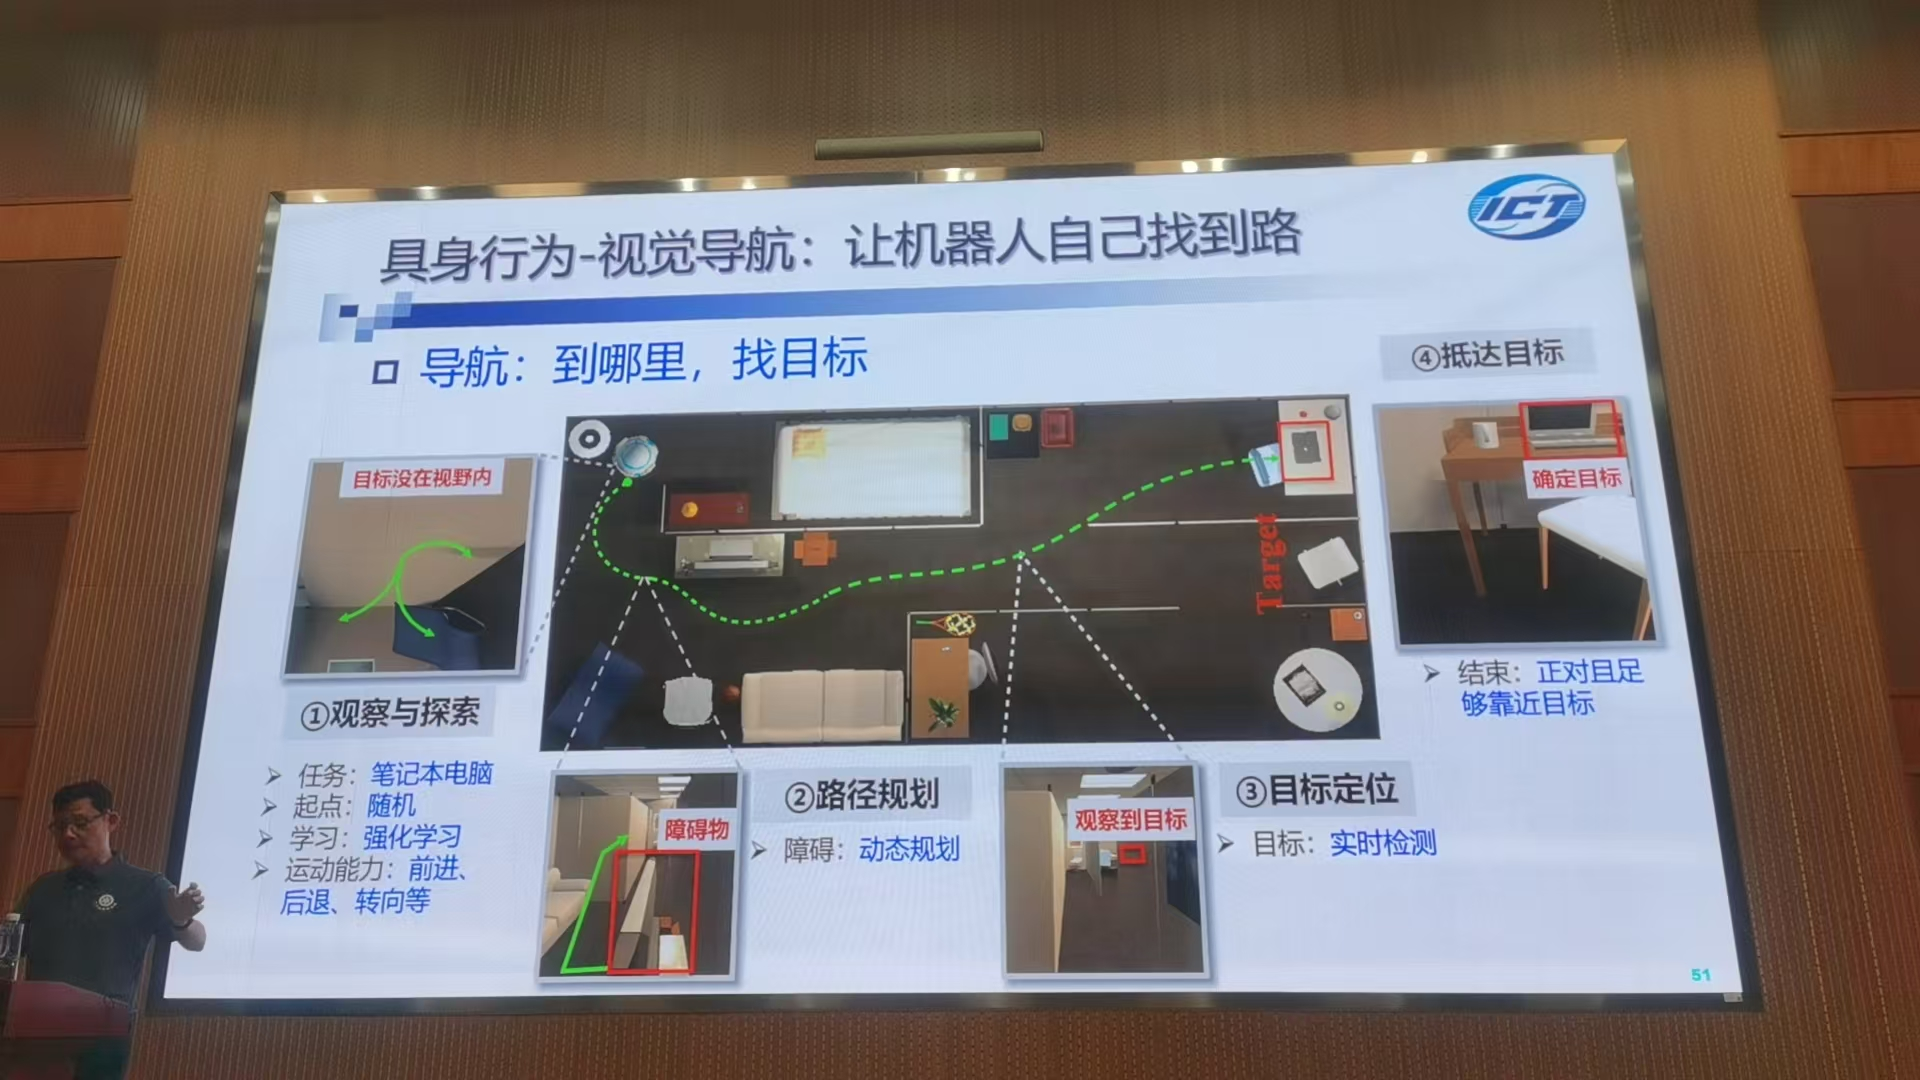 ICT
具身行为-视觉导航：让机器人自己找到路
导航：到哪里，找目标
目标没在视野内
①观察与探索
➢ 任务：笔记本电脑
➢ 起点：随机
➢ 学习：强化学习
➢ 运动能力：前进、
后退、转向等
Target
障碍物
②路径规划
➢ 障碍：动态规划
观察到目标
③目标定位
➢ 目标：实时检测
④抵达目标
确定目标
➢ 结束：正对且足
够靠近目标
51